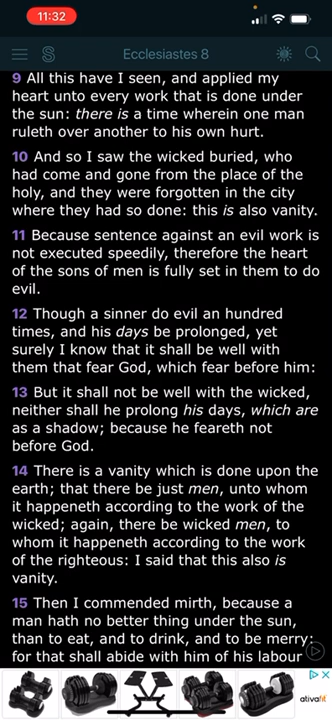 11:32
S
Ecclesiastes 8
9 All this have I seen, and applied my
heart unto every work that is done under
the sun: there is a time wherein one man
ruleth over another to his own hurt.
10 And so I saw the wicked buried, who
had come and gone from the place of the
holy, and they were forgotten in the city
where they had so done: this is also vanity.
11 Because sentence against an evil work is
not executed speedily, therefore the heart
of the sons of men is fully set in them to do
evil.
12 Though a sinner do evil an hundred
times, and his days be prolonged, yet
surely I know that it shall be well with
them that fear God, which fear before him:
13 But it shall not be well with the wicked,
neither shall he prolong his days, which are
as a shadow; because he feareth not
before God.
14 There is a vanity which is done upon the
earth; that there be just men, unto whom
it happeneth according to the work of the
wicked; again, there be wicked men, to
whom it happeneth according to the work
of the righteous: I said that this also is
vanity.
15 Then I commended mirth, because a
man hath no better thing under the sun,
than to eat, and to drink, and to be merry:
for that shall abide with him of his labour
ativafit